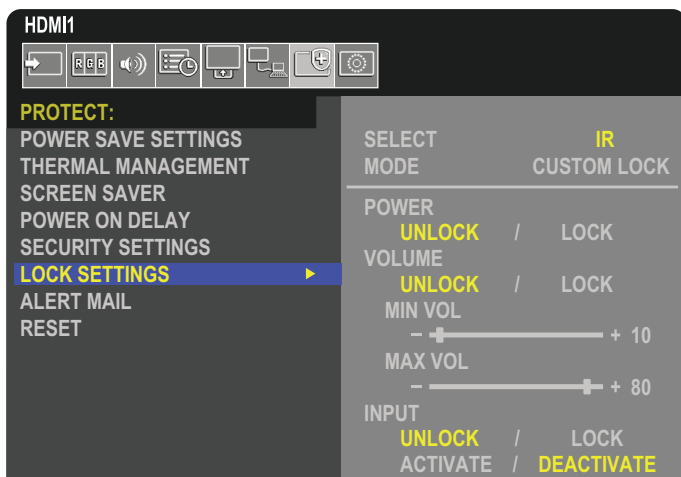 HDMI1
R G B
PROTECT:
POWER SAVE SETTINGS
THERMAL MANAGEMENT
SCREEN SAVER
POWER ON DELAY
SECURITY SETTINGS
LOCK SETTINGS
ALERT MAIL
RESET
SELECT IR
MODE CUSTOM LOCK
POWER
UNLOCK / LOCK
VOLUME
UNLOCK / LOCK
MIN VOL
− + 10
MAX VOL
− + 80
INPUT
UNLOCK / LOCK
ACTIVATE / DEACTIVATE